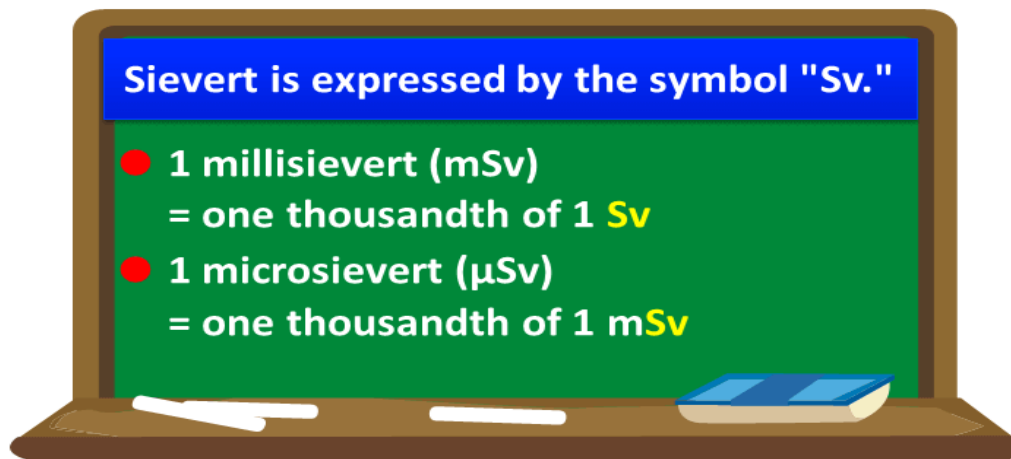 Sievert is expressed by the symbol "Sv."
1 millisievert (mSv)
= one thousandth of 1 Sv
1 microsievert (μSv)
= one thousandth of 1 mSv